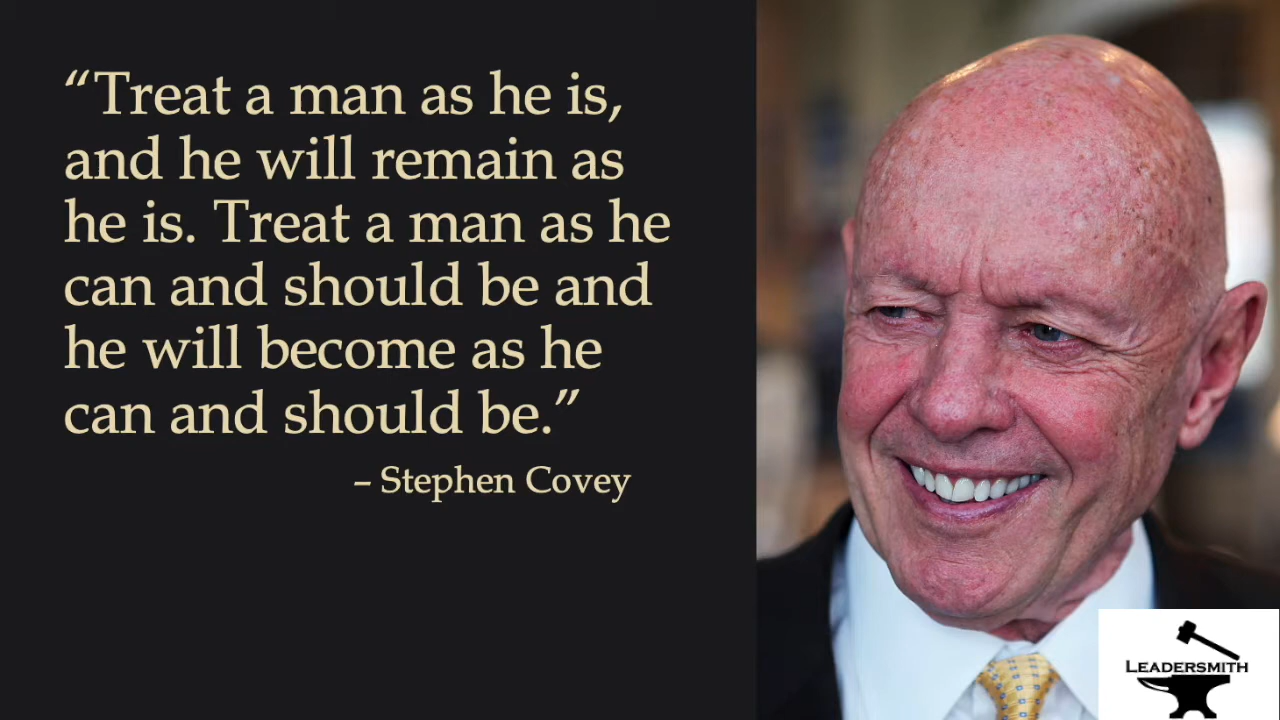 “Treat a man as he is,
and he will remain as
he is. Treat a man as he
can and should be and
he will become as he
can and should be.”
– Stephen Covey
LEADERSMITH